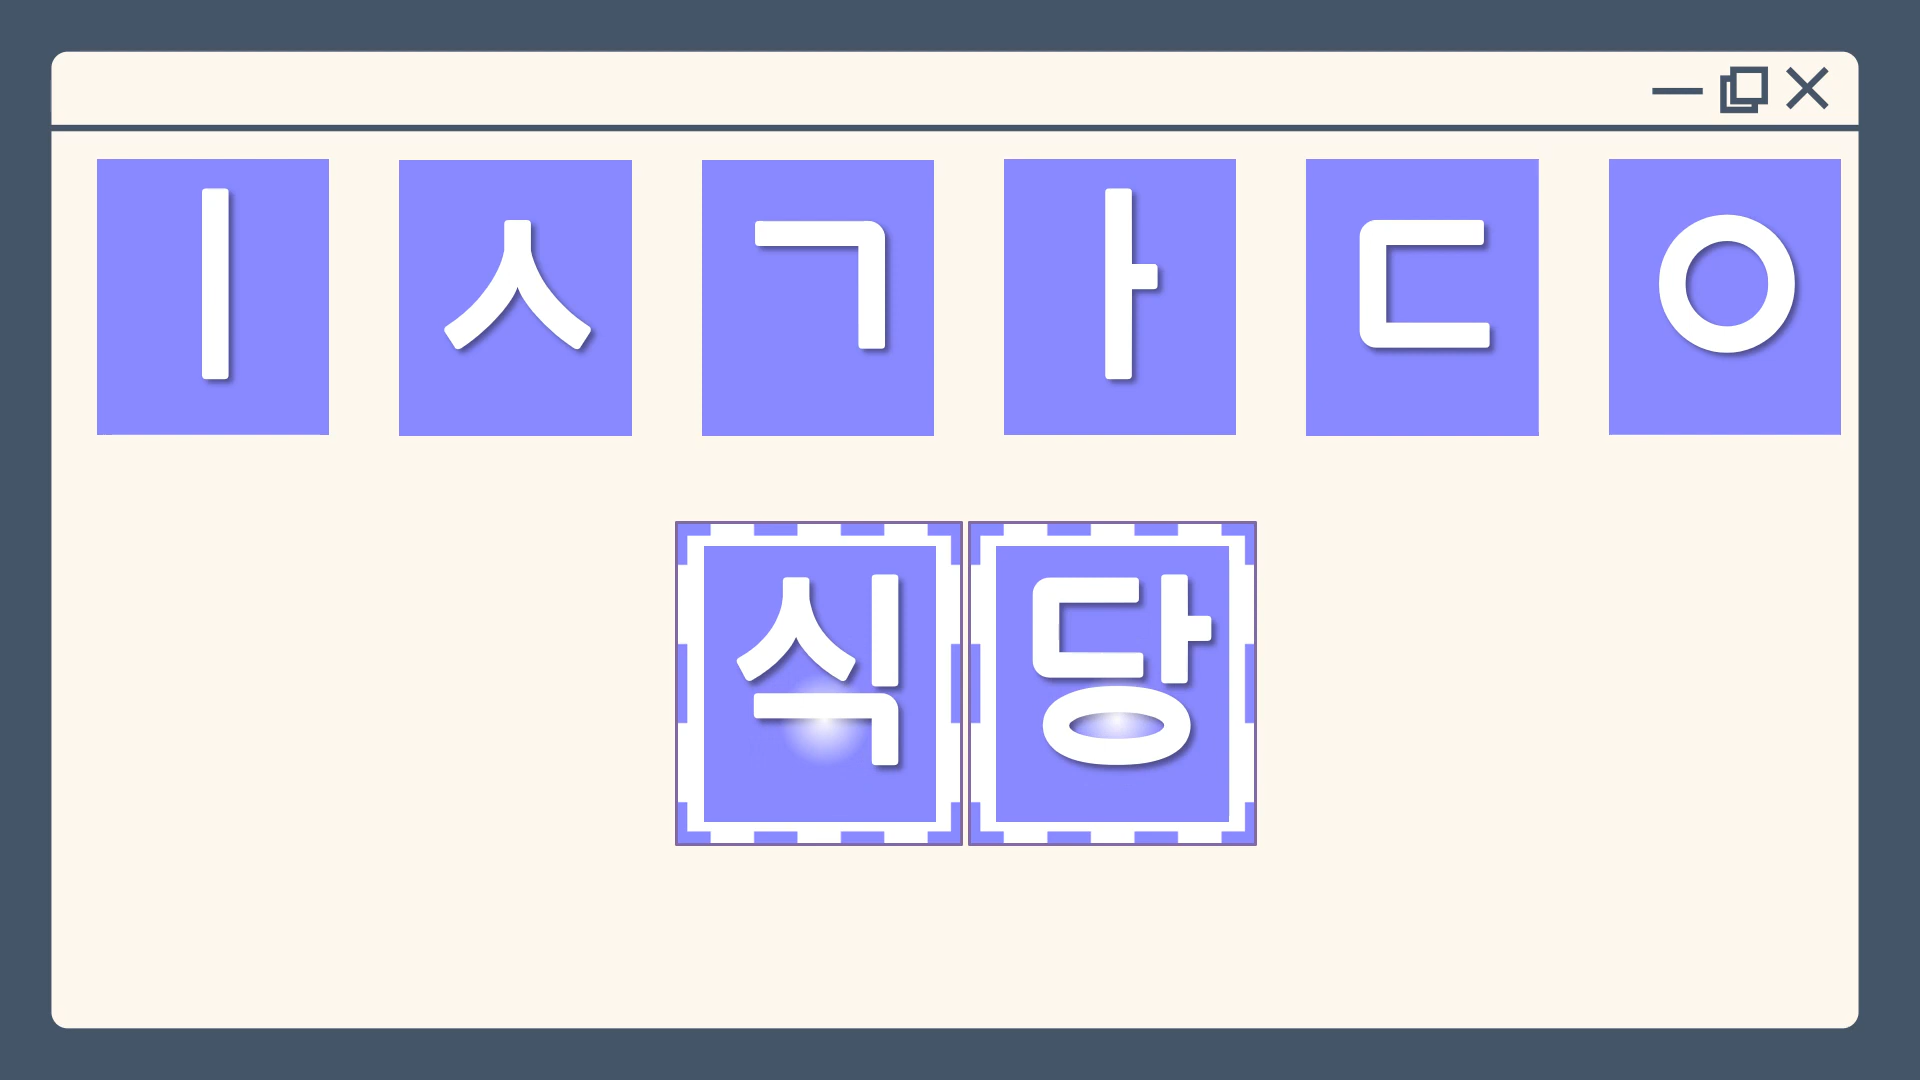 ㅣ ㅅ ㄱ ㅏ ㄷ ㅇ
식당